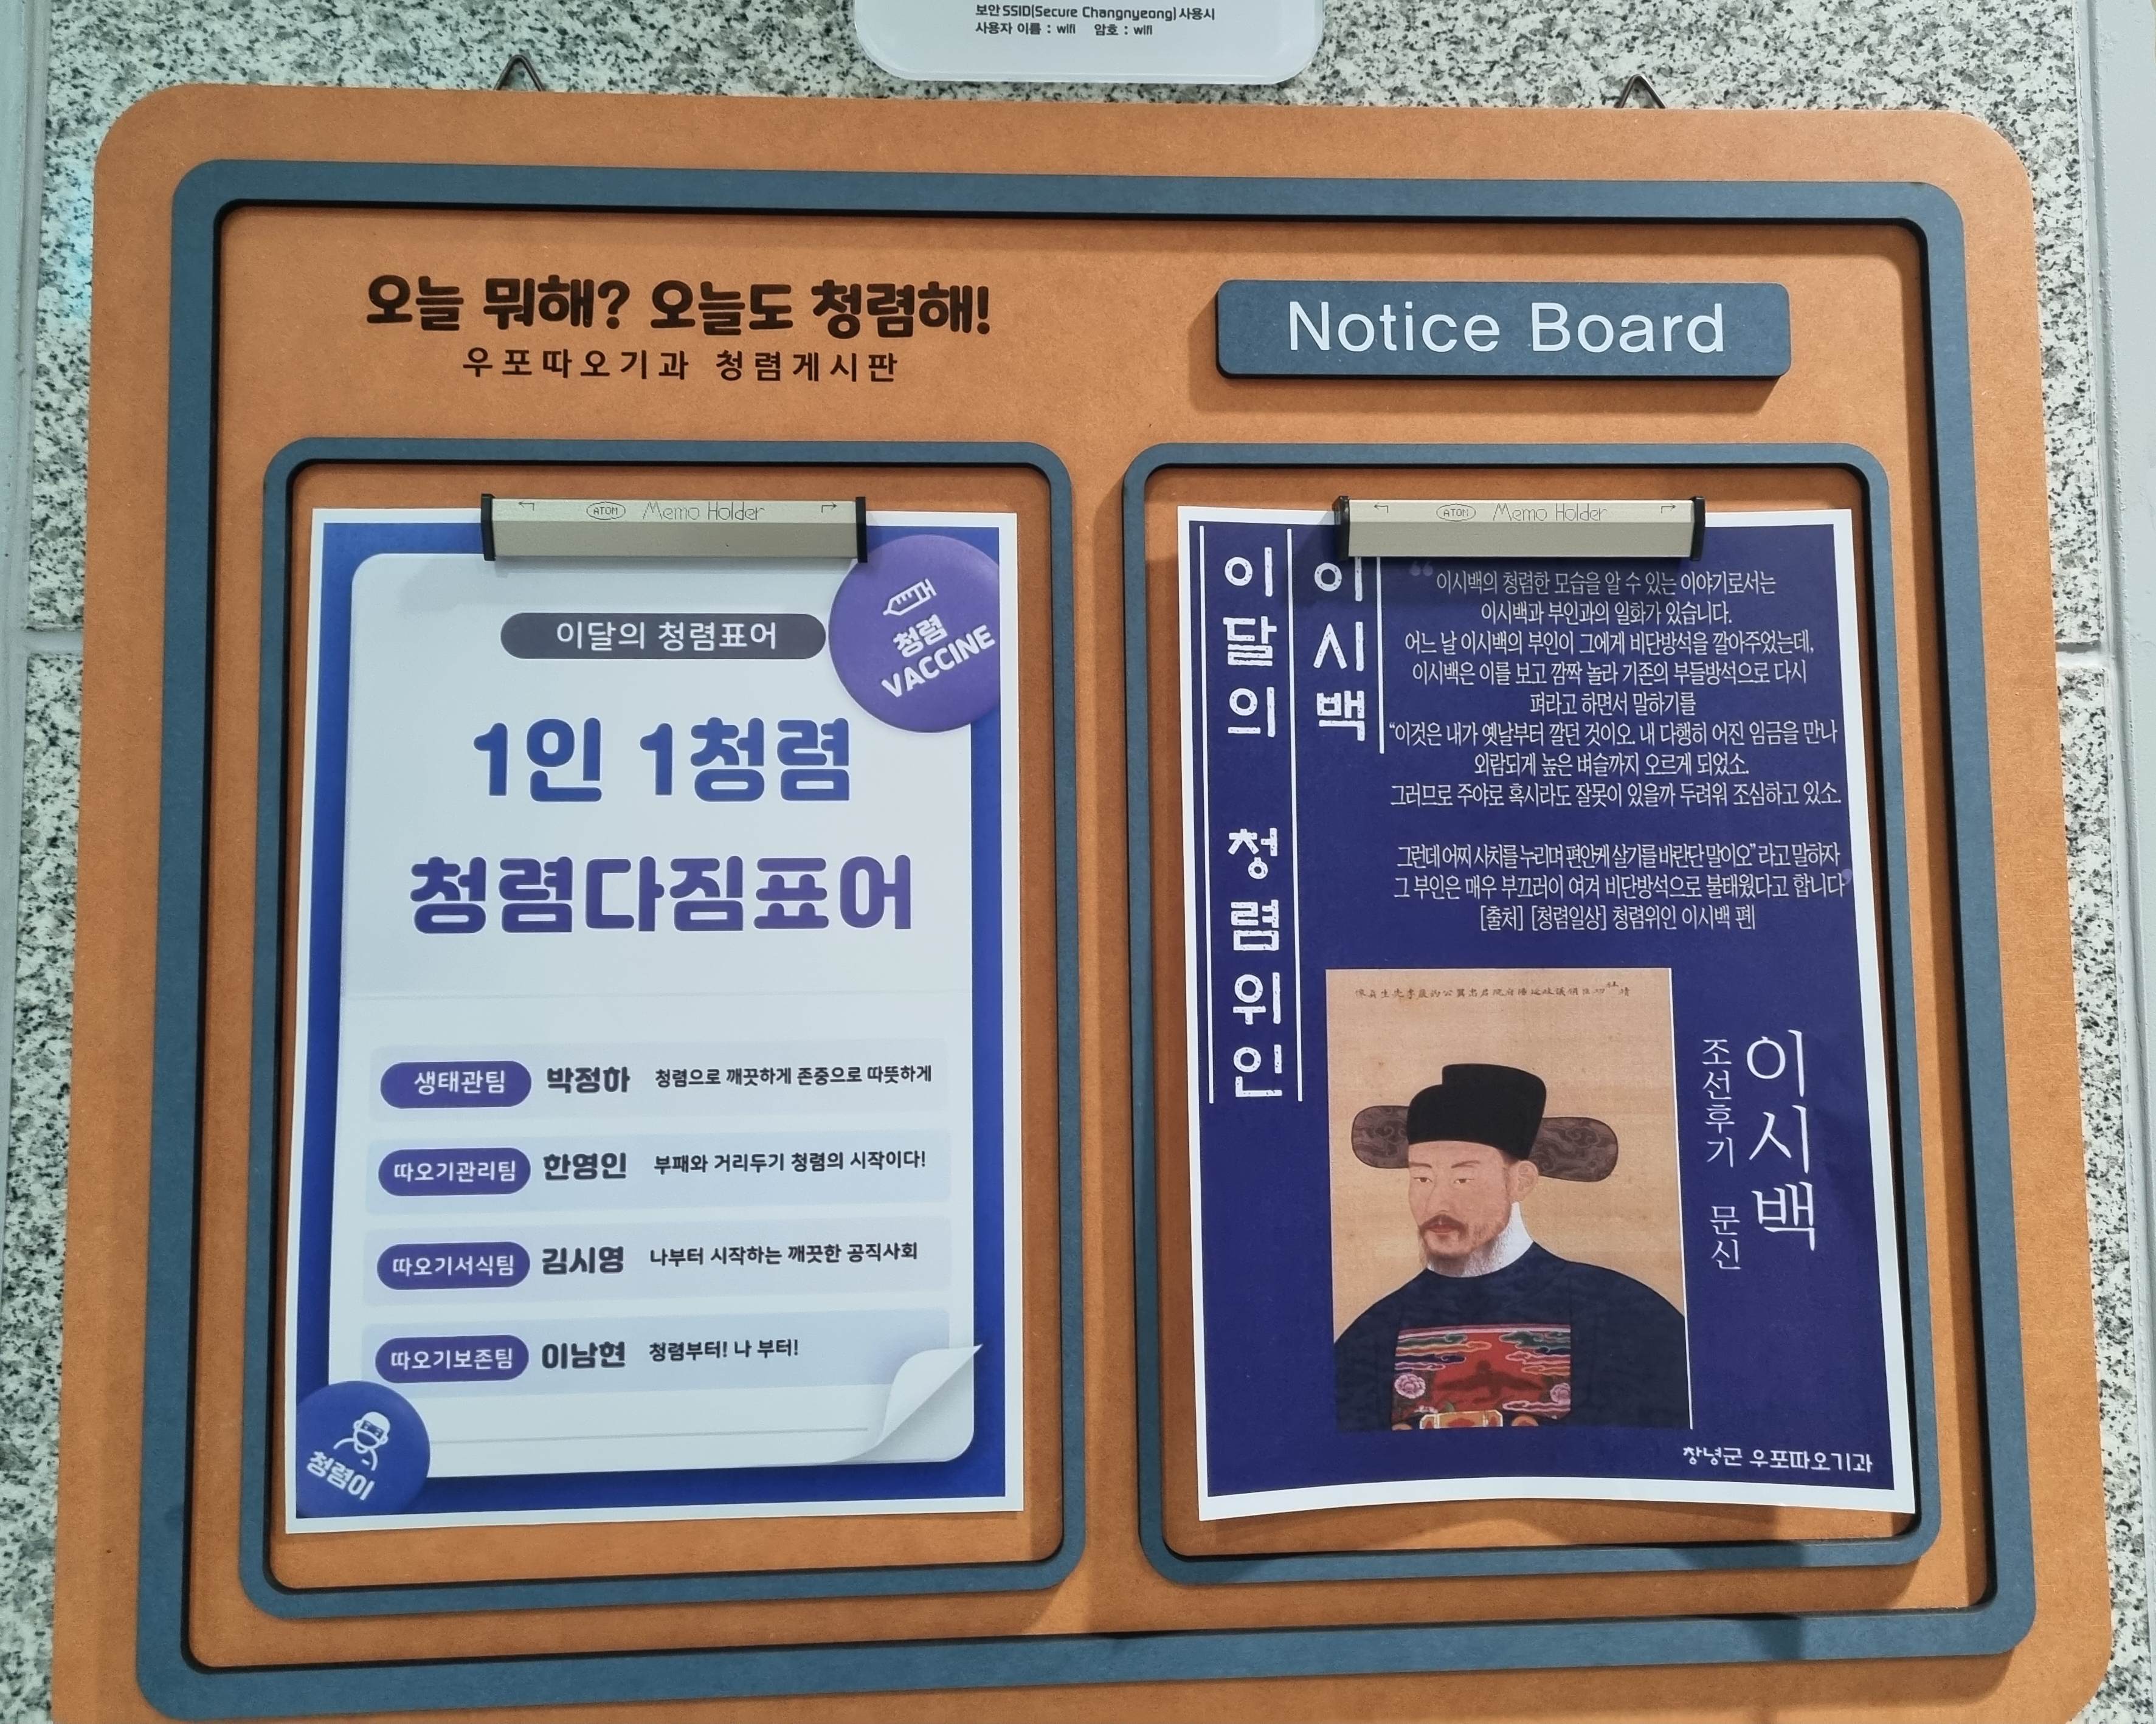 보안 SSID(Secure Changnyeong) 사용시
사용자 이름 : wifi 암호 : wifi
오늘 뭐해? 오늘도 청렴해!
우포따오기과 청렴게시판
Notice Board
ATOM Memo Holder
이달의 청렴표어
청렴
VACCINE
1인 1청렴
청렴다짐표어
생태관팀 박정하 청렴으로 깨끗하게 존중으로 따뜻하게
따오기관리팀 한영인 부패와 거리두기 청렴의 시작이다!
따오기서식팀 김시영 나부터 시작하는 깨끗한 공직사회
따오기보존팀 이남현 청렴부터! 나 부터!
청렴이
ATOM Memo Holder
이달의 청렴위인
이시백
“이시백의 청렴한 모습을 알 수 있는 이야기로서는
이시백과 부인과의 일화가 있습니다.
어느 날 이시백의 부인이 그에게 비단방석을 깔아주었는데,
이시백은 이를 보고 깜짝 놀라 기존의 부들방석으로 다시
펴라고 하면서 말하기를
“이것은 내가 옛날부터 깔던 것이오. 내 다행히 어진 임금을 만나
외람되게 높은 벼슬까지 오르게 되었소.
그러므로 주야로 혹시라도 잘못이 있을까 두려워 조심하고 있소.
그런데 어찌 사치를 누리며 편안케 살기를 바란단 말이오” 라고 말하자
그 부인은 매우 부끄러이 여겨 비단방석으로 불태웠다고 합니다”
[출처] [청렴일상] 청렴위인 이시백 편|
이시백
조선후기 문신
창녕군 우포따오기과